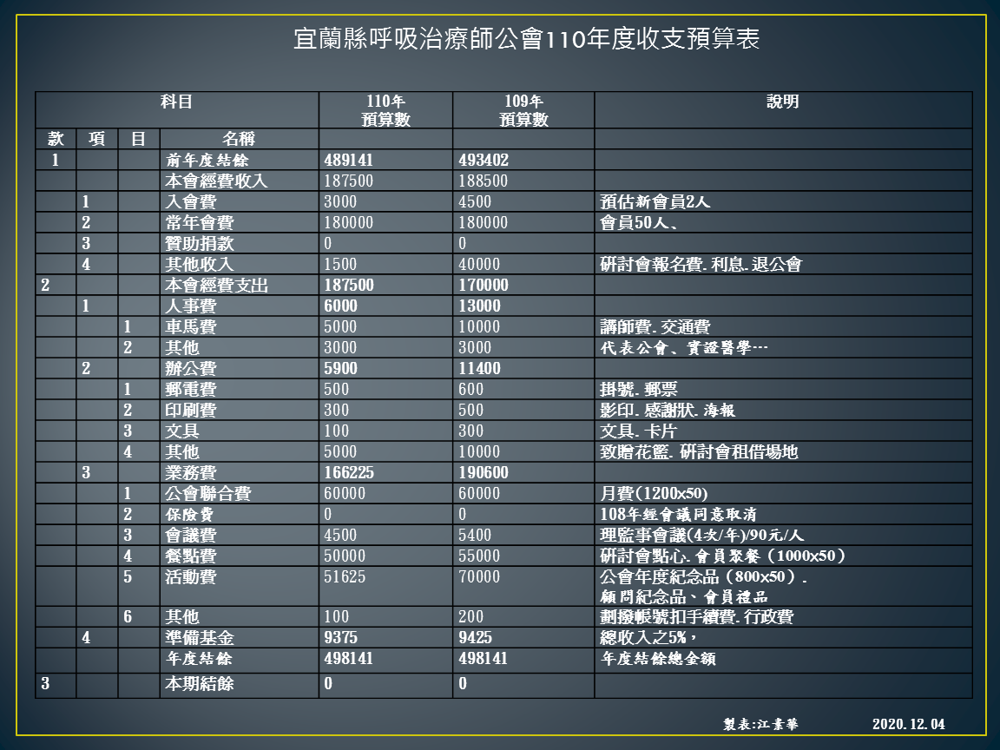 宜蘭縣呼吸治療師公會110年度收支預算表
科目 110年預算數 109年預算數 說明
款 項 目 名稱
1 前年度結餘 489141 493402
本會經費收入 187500 188500
1 入會費 3000 4500 預估新會員2人
2 常年會費 180000 180000 會員50人、
3 贊助捐款 0 0
4 其他收入 1500 40000 研討會報名費.利息.退公會
2 本會經費支出 187500 170000
1 人事費 6000 13000
1 車馬費 5000 10000 講師費.交通費
2 其他 3000 3000 代表公會、實證醫學…
2 辦公費 5900 11400
1 郵電費 500 600 掛號.郵票
2 印刷費 300 500 影印.感謝狀.海報
3 文具 100 300 文具.卡片
4 其他 5000 10000 致贈花籃.研討會租借場地
3 業務費 166225 190600
1 公會聯合費 60000 60000 月費(1200x50)
2 保險費 0 0 108年經會議同意取消
3 會議費 4500 5400 理監事會議(4次/年)/90元/人
4 餐點費 50000 55000 研討會點心.會員聚餐（1000x50）
5 活動費 51625 70000 公會年度紀念品（800x50）.
顧問紀念品、會員禮品
6 其他 100 200 劃撥帳號扣手續費.行政費
4 準備基金 9375 9425 總收入之5%，
年度結餘 498141 498141 年度結餘總金額
3 本期結餘 0 0
製表:江素華 2020.12.04